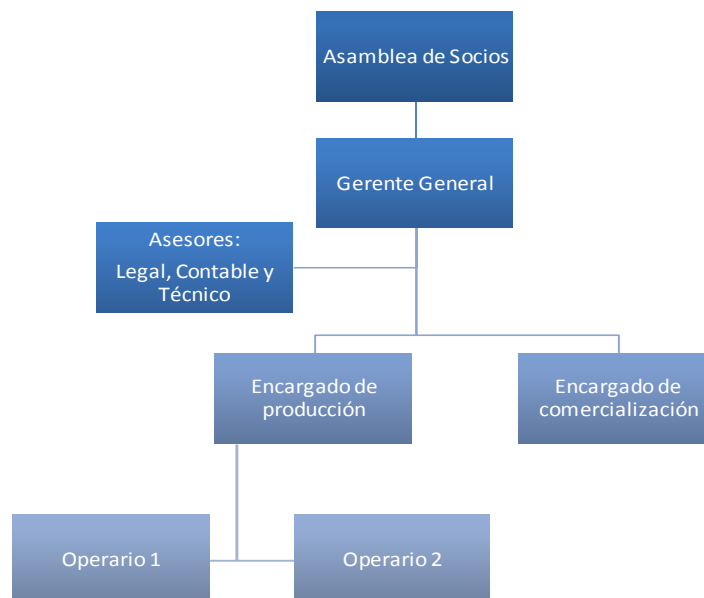 Asamblea de Socios
Gerente General
Asesores:
Legal, Contable y
Técnico
Encargado de
producción
Encargado de
comercialización
Operario 1
Operario 2